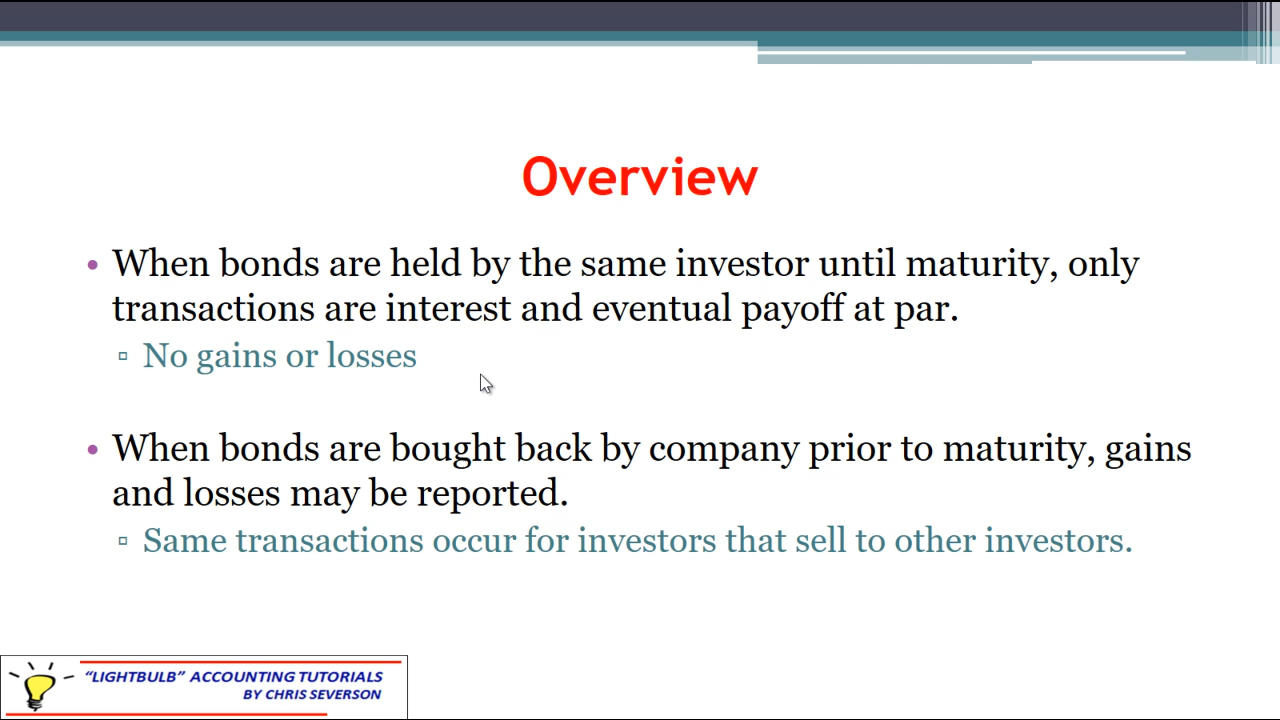 Overview
• When bonds are held by the same investor until maturity, only
transactions are interest and eventual payoff at par.
▫ No gains or losses
• When bonds are bought back by company prior to maturity, gains
and losses may be reported.
▫ Same transactions occur for investors that sell to other investors.
“LIGHTBULB” ACCOUNTING TUTORIALS
BY CHRIS SEVERSON